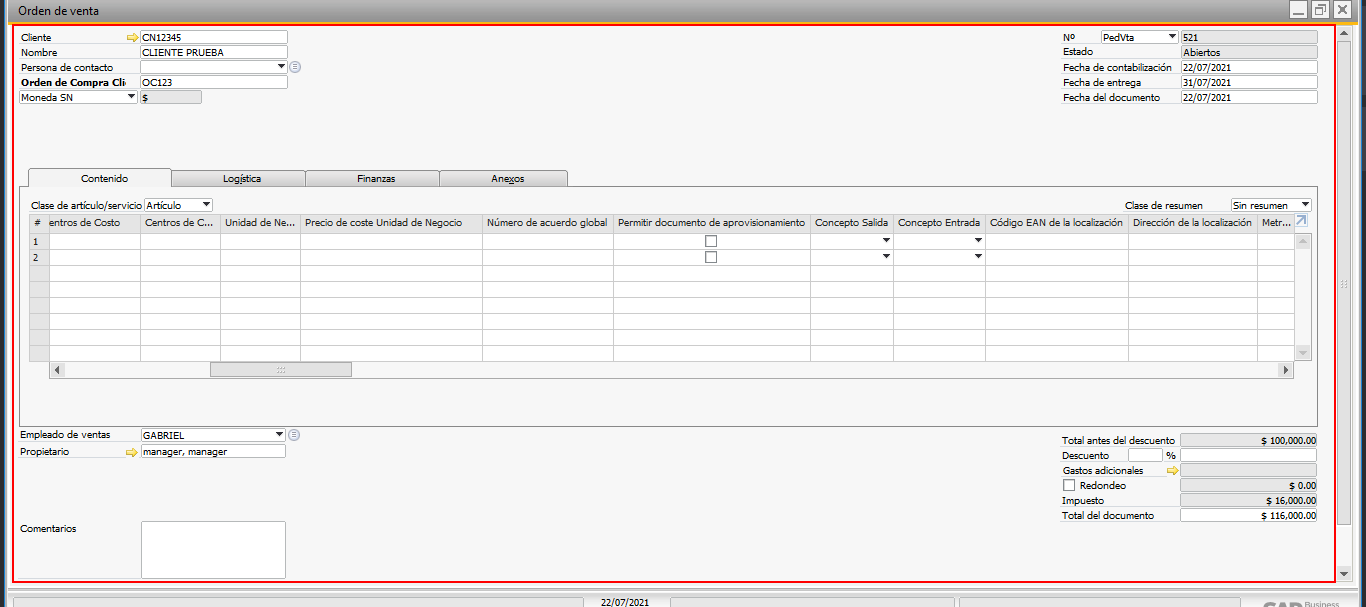 Orden de venta
Cliente CN12345
Nombre CLIENTE PRUEBA
Persona de contacto
Orden de Compra Cli OC123
Moneda SN $
Nº PedVta 521
Estado Abiertos
Fecha de contabilización 22/07/2021
Fecha de entrega 31/07/2021
Fecha del documento 22/07/2021
Contenido Logística Finanzas Anexos
Clase de artículo/servicio Artículo
Clase de resumen Sin resumen
# entros de Costo Centros de C... Unidad de Ne... Precio de coste Unidad de Negocio Número de acuerdo global Permitir documento de aprovisionamiento Concepto Salida Concepto Entrada Código EAN de la localización Dirección de la localización Metr...
1
2
Empleado de ventas GABRIEL
Propietario manager, manager
Comentarios
Total antes del descuento $ 100,000.00
Descuento %
Gastos adicionales
Redondeo $ 0.00
Impuesto $ 16,000.00
Total del documento $ 116,000.00
22/07/2021
SAP Business